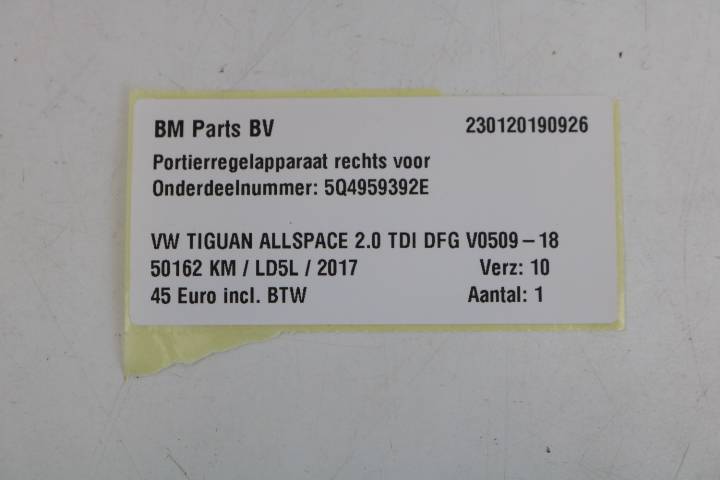 BM Parts BV 230120190926
Portierregelapparaat rechts voor
Onderdeelnummer: 5Q4959392E
VW TIGUAN ALLSPACE 2.0 TDI DFG V0509-18
50162 KM / LD5L / 2017 Verz: 10
45 Euro incl. BTW Aantal: 1